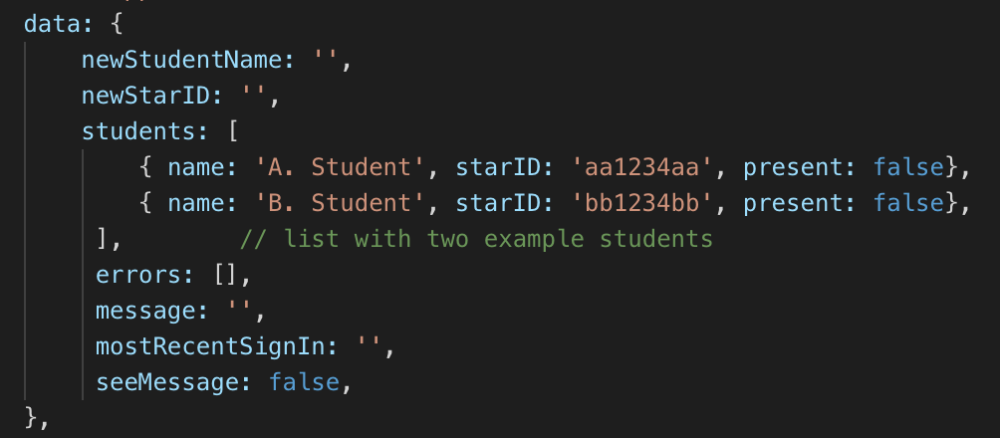 data: {
    newStudentName: '',
    newStarID: '',
    students: [
        { name: 'A. Student', starID: 'aa1234aa', present: false},
        { name: 'B. Student', starID: 'bb1234bb', present: false},
     ],        // list with two example students
     errors: [],
     message: '',
     mostRecentSignIn: '',
     seeMessage: false,
},